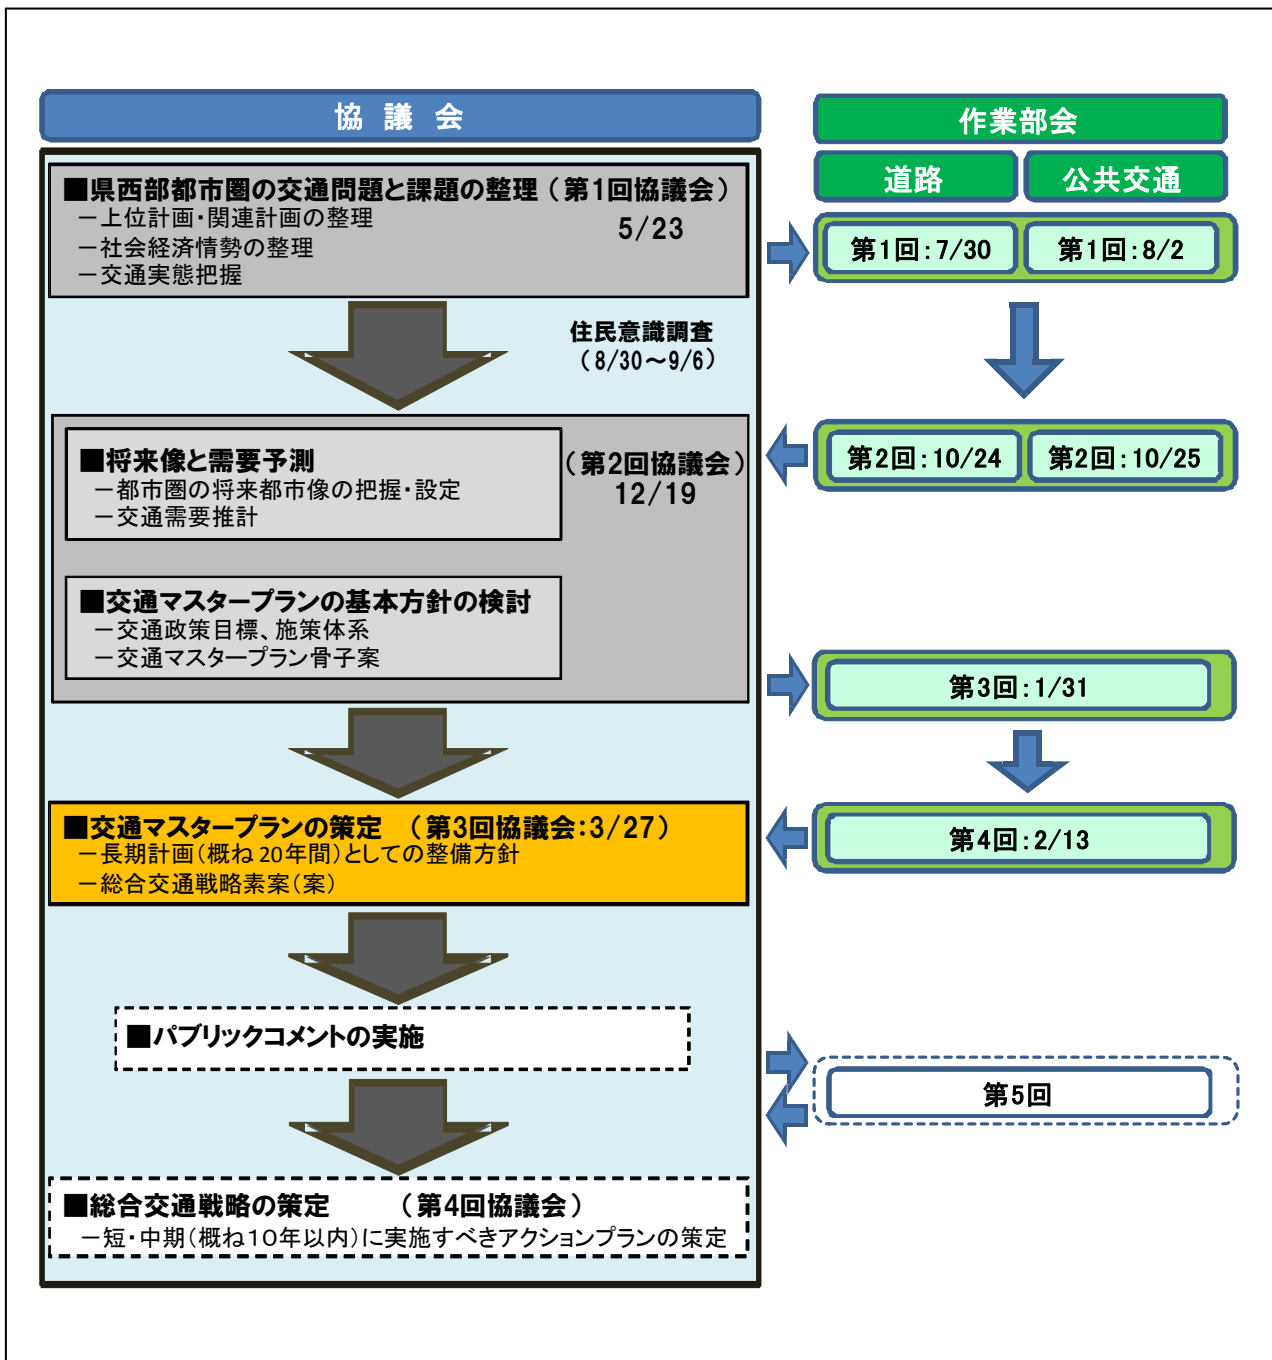 協 議 会
■県西部都市圏の交通問題と課題の整理（第1回協議会）
－上位計画・関連計画の整理
5/23
－社会経済情勢の整理
－交通実態把握
住民意識調査
（8/30～9/6）
■将来像と需要予測
－都市圏の将来都市像の把握・設定
－交通需要推計
（第2回協議会）
12/19
■交通マスタープランの基本方針の検討
－交通政策目標、施策体系
－交通マスタープラン骨子案
■交通マスタープランの策定 （第3回協議会：3/27）
－長期計画（概ね20年間）としての整備方針
－総合交通戦略素案（案）
■パブリックコメントの実施
■総合交通戦略の策定 （第4回協議会）
－短・中期（概ね１０年以内）に実施すべきアクションプランの策定
作業部会
道路
公共交通
第1回：7/30
第1回：8/2
第2回：10/24
第2回：10/25
第3回：1/31
第4回：2/13
第5回